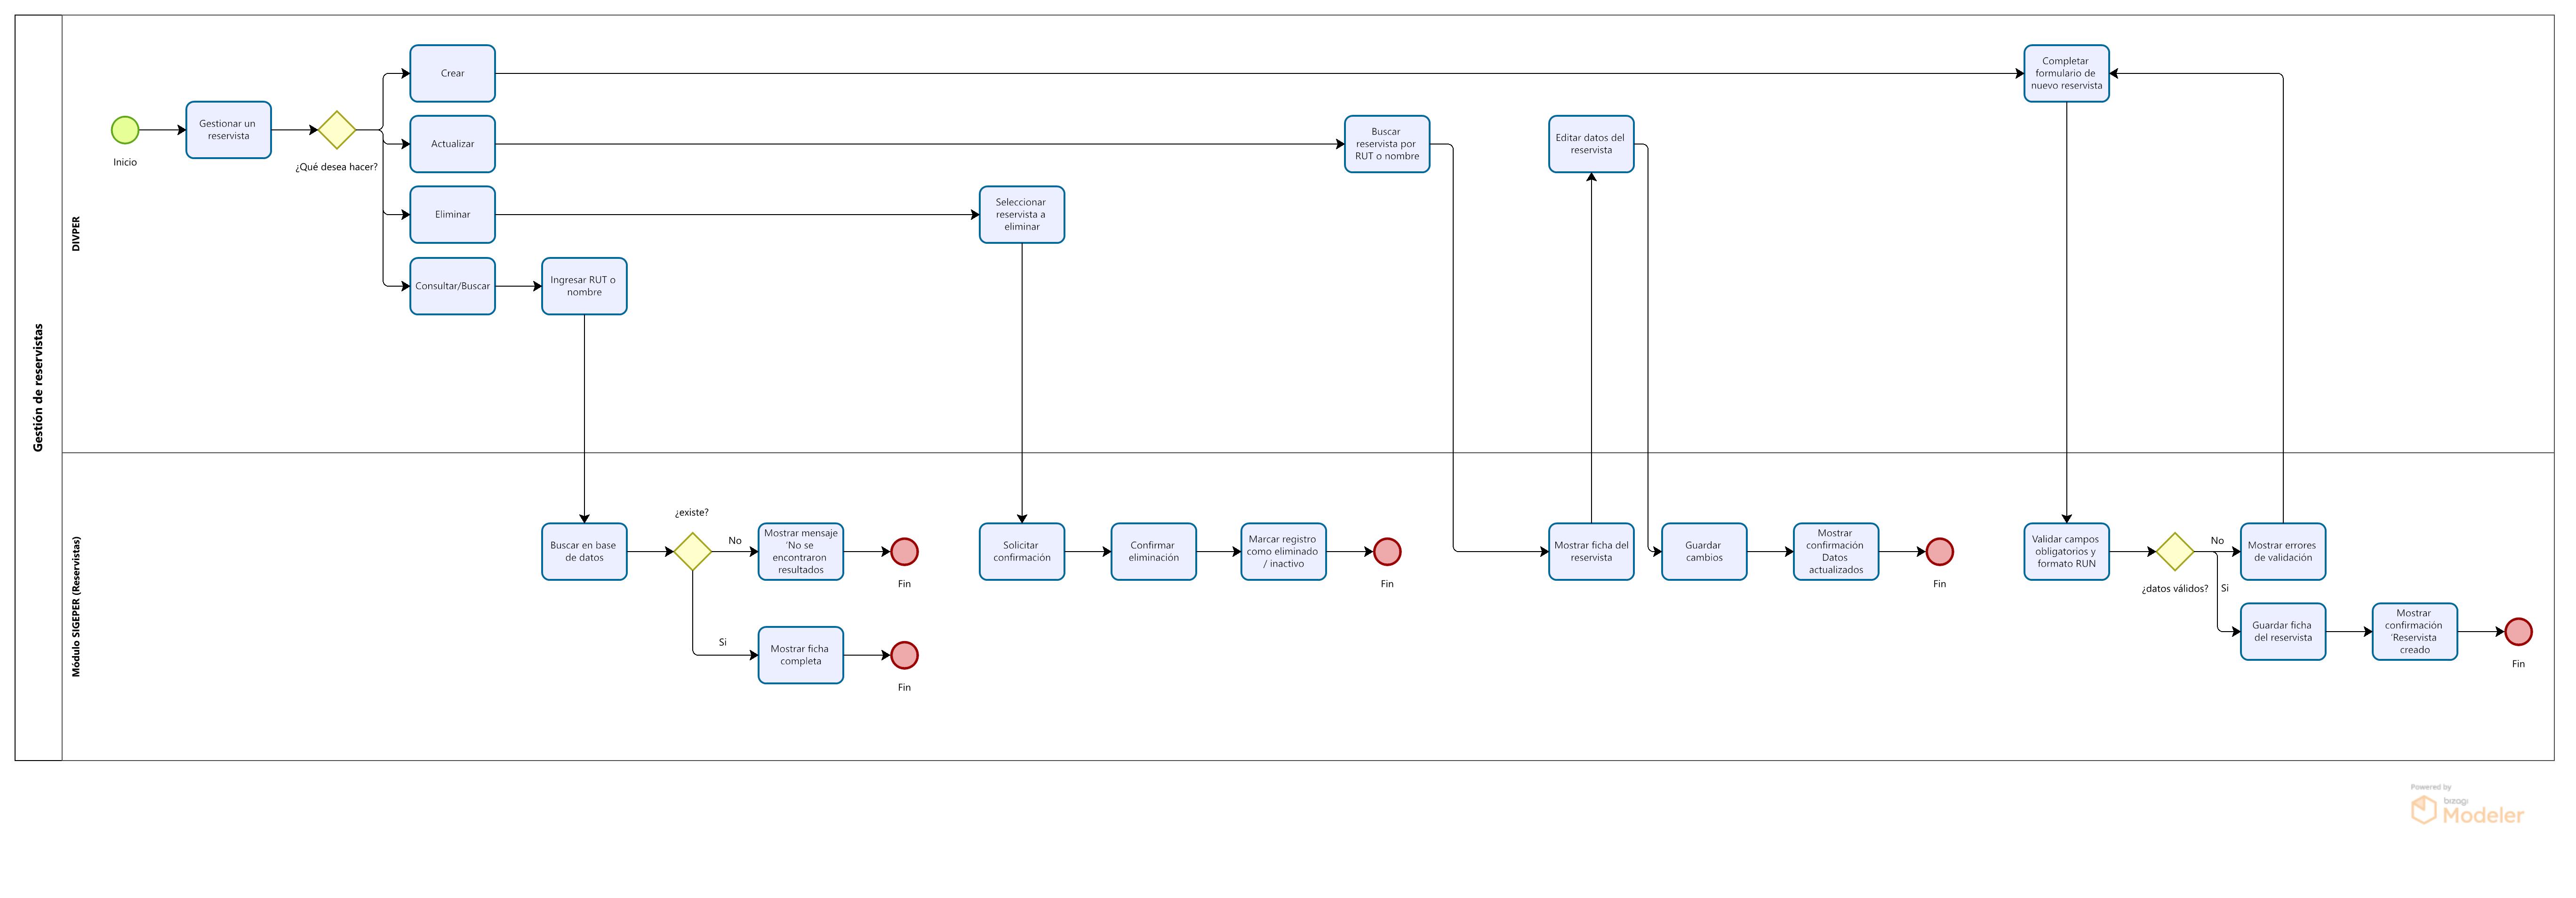 Gestión de reservistas
DIVPER
Inicio
Gestionar un
reservista
¿Qué desea hacer?
Crear
Actualizar
Eliminar
Consultar/Buscar
Ingresar RUT o
nombre
Seleccionar
reservista a
eliminar
Buscar
reservista por
RUT o nombre
Editar datos del
reservista
Completar
formulario de
nuevo reservista
Módulo SIGEPER (Reservistas)
Buscar en base
de datos
¿existe?
No
Mostrar mensaje
'No se
encontraron
resultados
Fin
Si
Mostrar ficha
completa
Fin
Solicitar
confirmación
Confirmar
eliminación
Marcar registro
como eliminado
/ inactivo
Fin
Mostrar ficha del
reservista
Guardar
cambios
Mostrar
confirmación
Datos
actualizados
Fin
Validar campos
obligatorios y
formato RUN
¿datos válidos?
No
Mostrar errores
de validación
Si
Guardar ficha
del reservista
Mostrar
confirmación
'Reservista
creado
Fin
Powered by
bizagi
Modeler